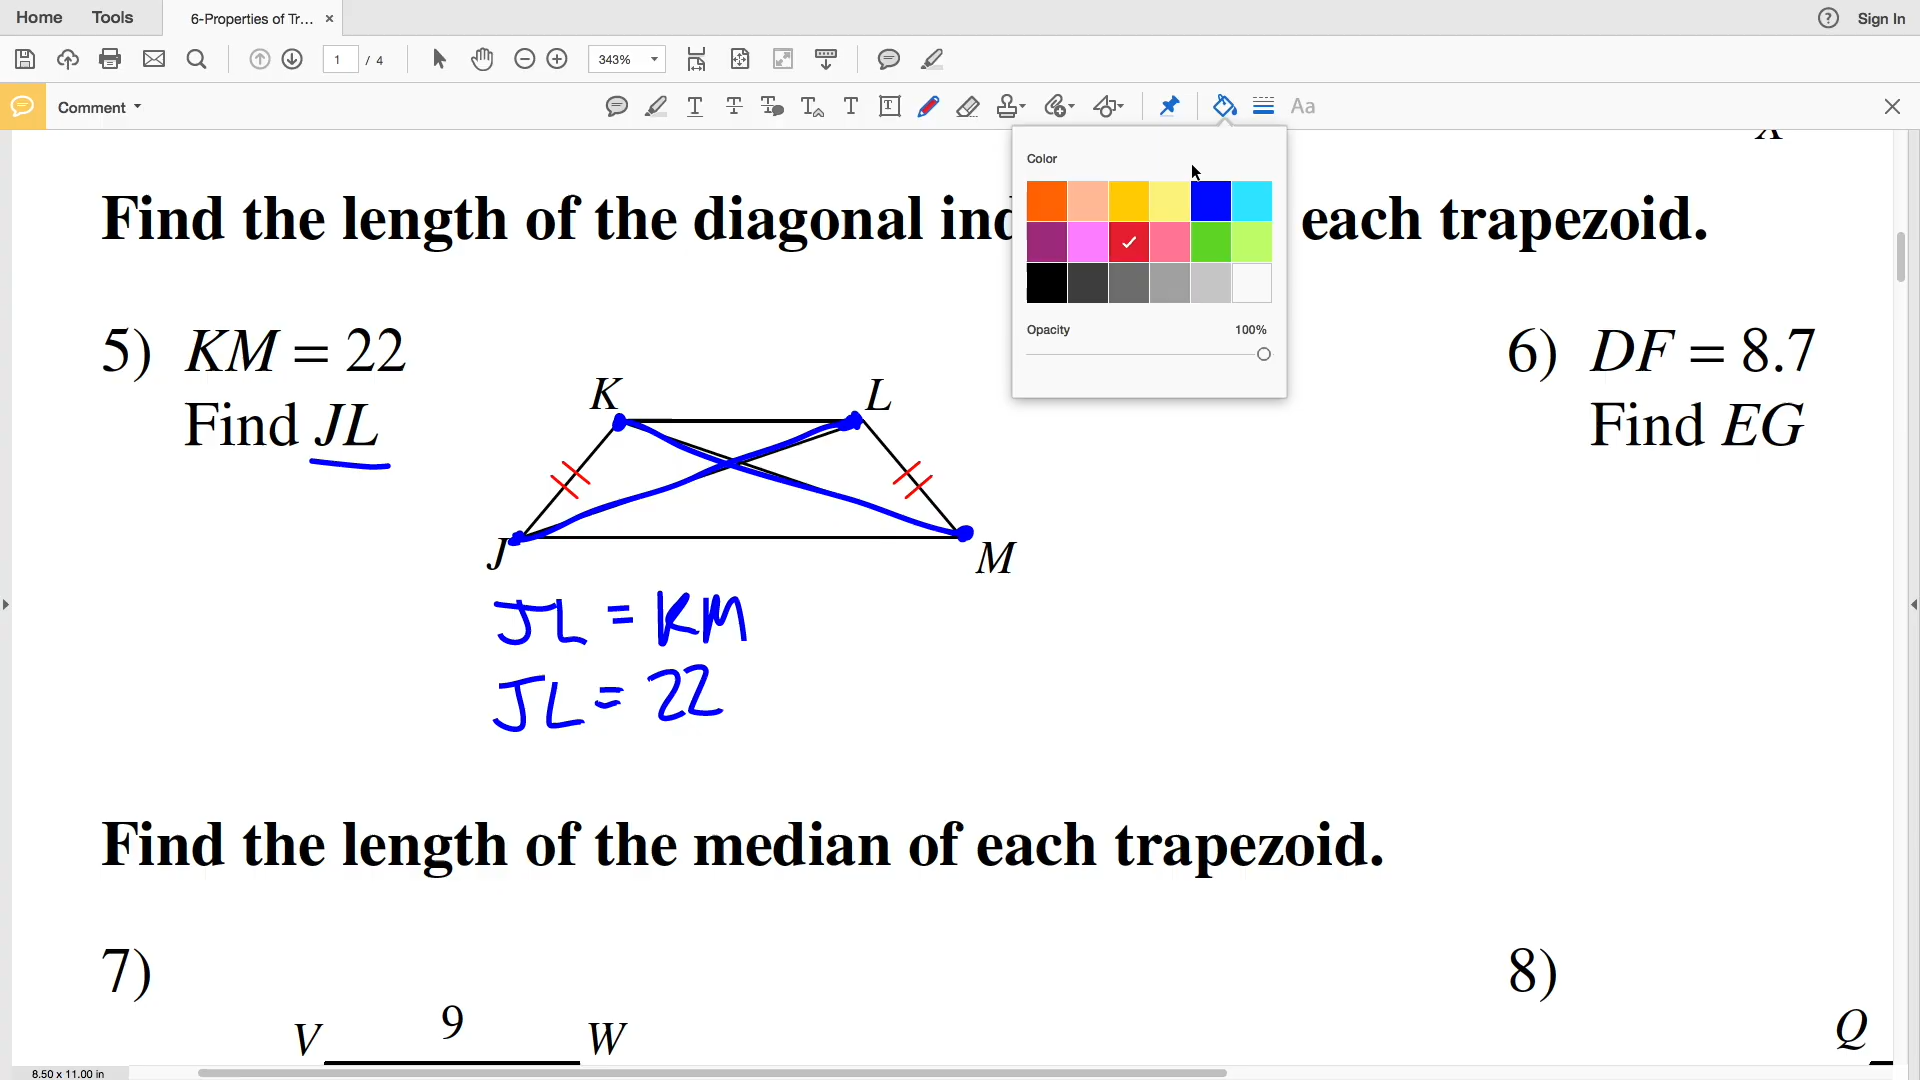 Home Tools 6-Properties of Tr... × Sign In
1 / 4 343%
Comment Aa
Color
Opacity 100%
Find the length of the diagonal ind each trapezoid.
5) KM = 22
Find JL
K L
J M
JL = KM
JL = 22
6) DF = 8.7
Find EG
Find the length of the median of each trapezoid.
7)
V 9 W
8)
Q
8.50 x 11.00 in